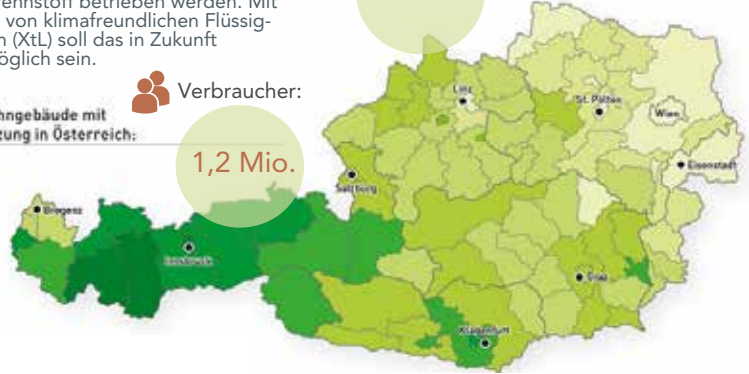 rennstoff betrieben werden. Mit
von klimafreundlichen Flüssig-
n (XtL) soll das in Zukunft
öglich sein.
Verbraucher:
hngebäude mit
zung in Österreich:
1,2 Mio.
Linz
St. Pölten
Wien
Eisenstadt
Salzburg
Bregenz
Innsbruck
Graz
Klagenfurt